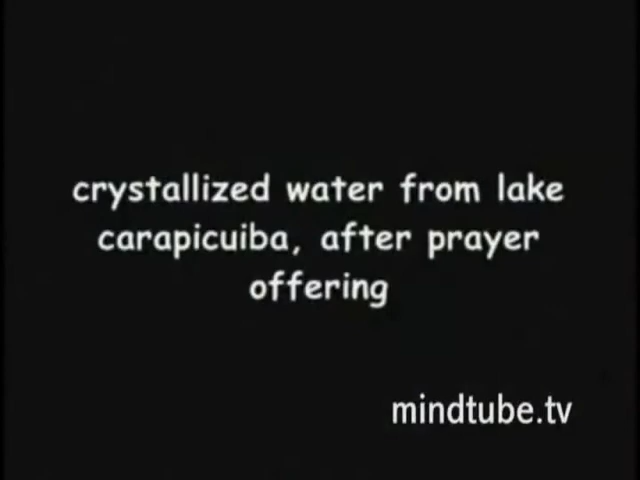 crystallized water from lake
carapicuiba, after prayer
offering
mindtube.tv